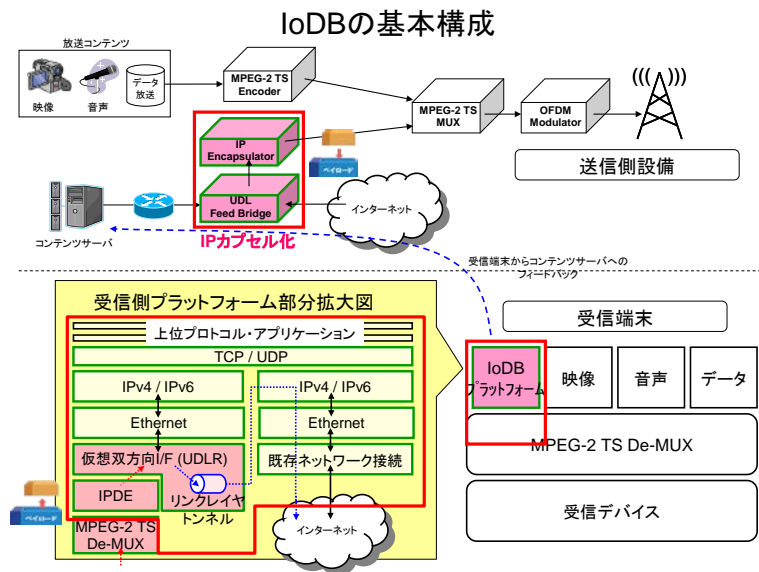 IoDBの基本構成
放送コンテンツ
映像
音声
データ
放送
MPEG-2 TS
Encoder
MPEG-2 TS
MUX
OFDM
Modulator
IP
Encapsulator
ペイロード
送信側設備
UDL
Feed Bridge
インターネット
コンテンツサーバ
IPカプセル化
受信端末からコンテンツサーバへの
フィードバック
受信側プラットフォーム部分拡大図
上位プロトコル・アプリケーション
TCP / UDP
IPv4 / IPv6
IPv4 / IPv6
Ethernet
Ethernet
仮想双方向I/F (UDLR)
既存ネットワーク接続
IPDE
リンクレイヤ
トンネル
ペイロード
MPEG-2 TS
De-MUX
インターネット
受信端末
IoDB
プラットフォーム
映像
音声
データ
MPEG-2 TS De-MUX
受信デバイス